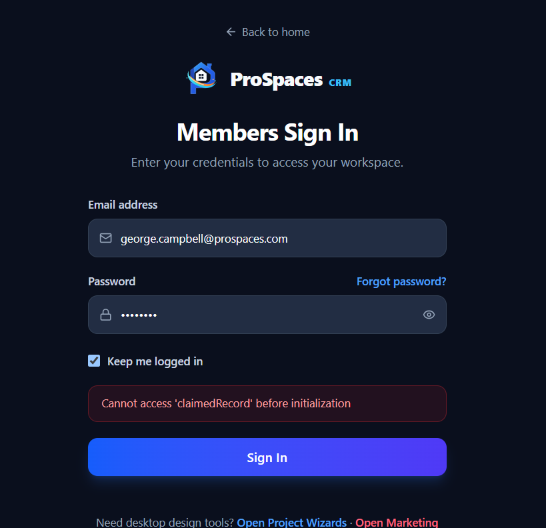 ← Back to home
ProSpaces CRM
Members Sign In
Enter your credentials to access your workspace.
Email address
george.campbell@prospaces.com
Password Forgot password?
••••••••
Keep me logged in
Cannot access 'claimedRecord' before initialization
Sign In
Need desktop design tools? Open Project Wizards · Open Marketing